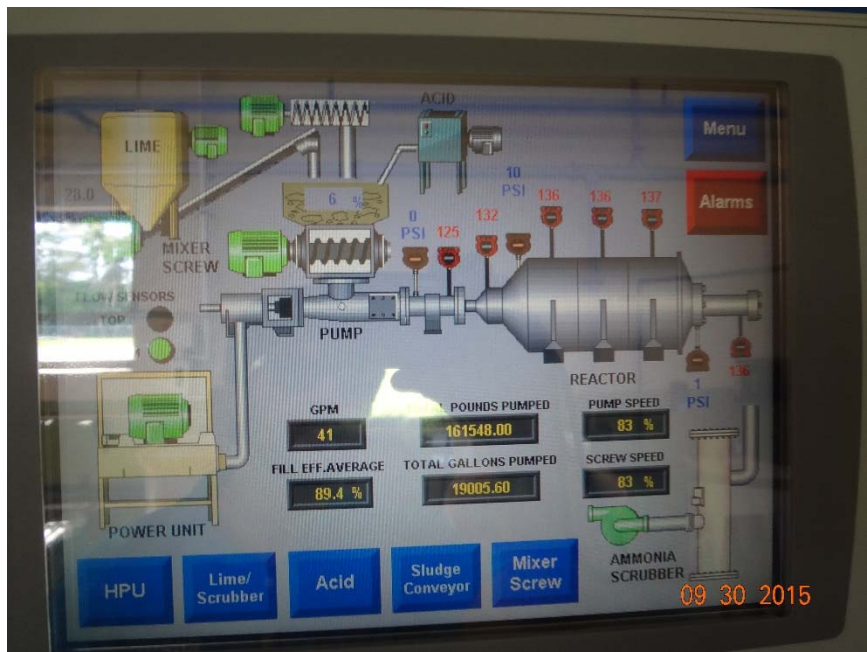 ACID
LIME
Menu
28.0
6 %
10
PSI
136
136
137
Alarms
0
PSI
125
132
MIXER
SCREW
FLOW SENSORS
TOP
PUMP
REACTOR
1
PSI
136
GPM
41
POUNDS PUMPED
161548.00
PUMP SPEED
83 %
FILL EFF.AVERAGE
89.4 %
TOTAL GALLONS PUMPED
19005.60
SCREW SPEED
83 %
POWER UNIT
AMMONIA
SCRUBBER
HPU
Lime/
Scrubber
Acid
Sludge
Conveyor
Mixer
Screw
09 30 2015